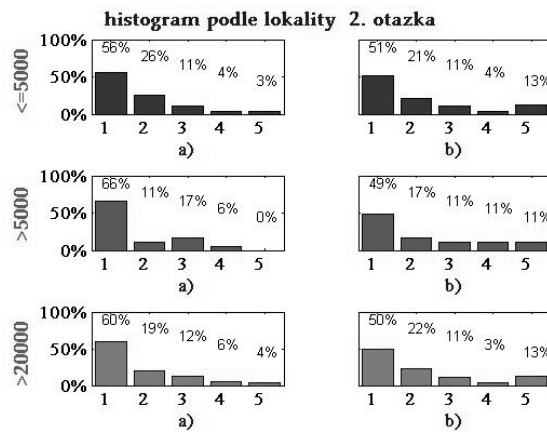 histogram podle lokality 2. otazka
<=5000
100%
50%
0%
56% 26% 11% 4% 3%
1 2 3 4 5
a)
51% 21% 11% 4% 13%
1 2 3 4 5
b)
>5000
100%
50%
0%
66% 11% 17% 6% 0%
1 2 3 4 5
a)
49% 17% 11% 11% 11%
1 2 3 4 5
b)
>20000
100%
50%
0%
60% 19% 12% 6% 4%
1 2 3 4 5
a)
50% 22% 11% 3% 13%
1 2 3 4 5
b)